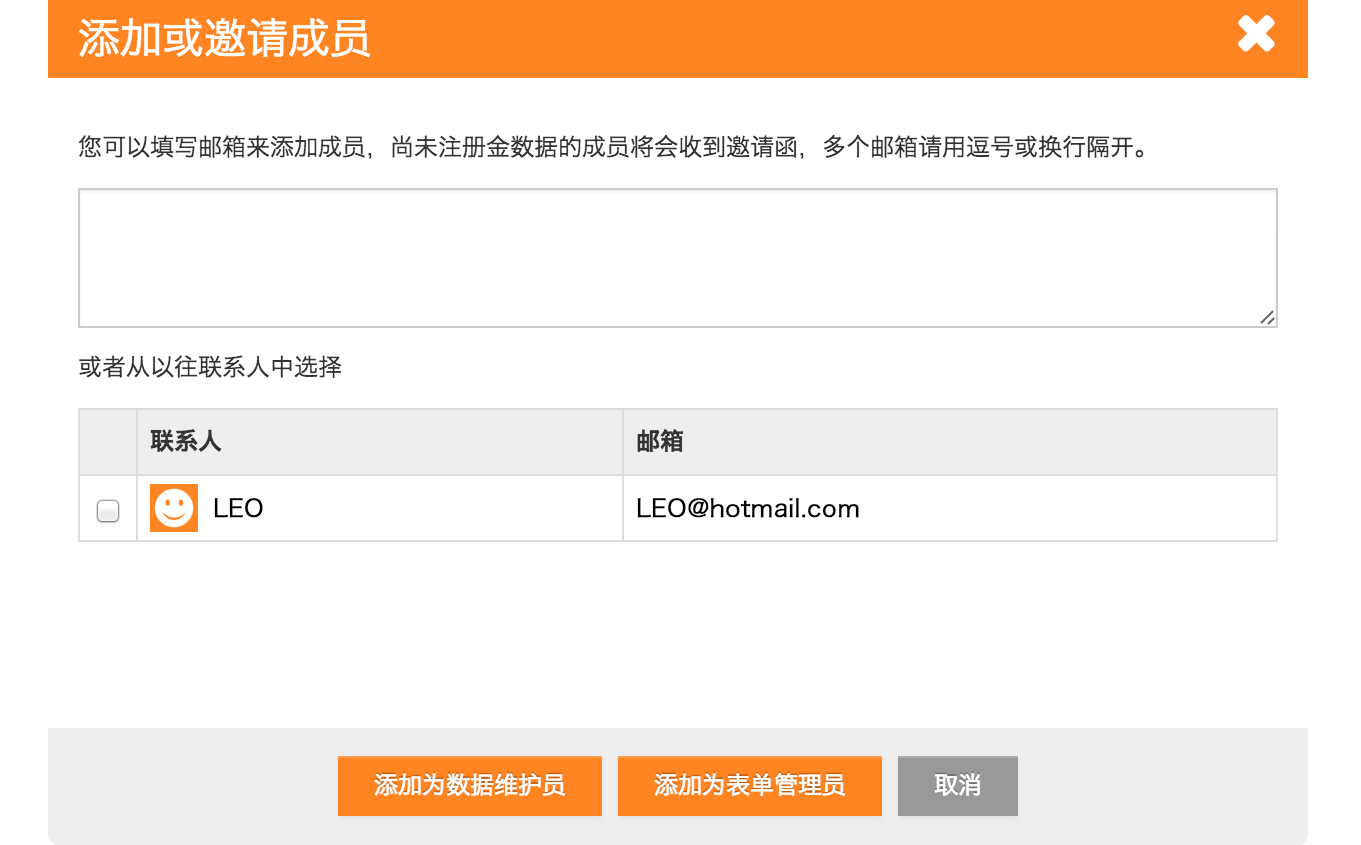 添加或邀请成员
您可以填写邮箱来添加成员，尚未注册金数据的成员将会收到邀请函，多个邮箱请用逗号或换行隔开。
或者从以往联系人中选择
联系人 邮箱
LEO LEO@hotmail.com
添加为数据维护员 添加为表单管理员 取消